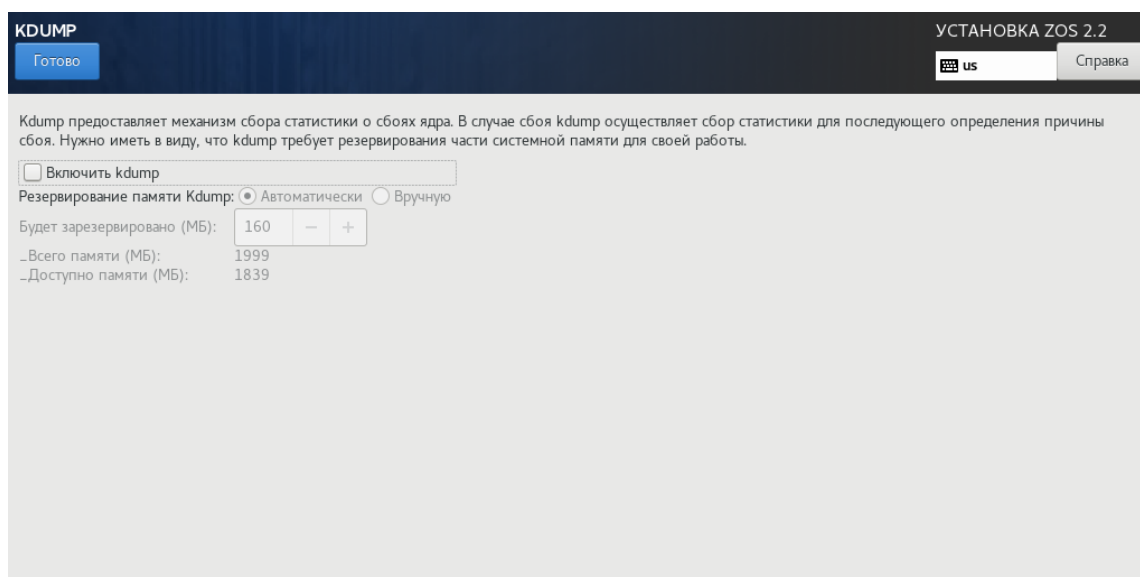 KDUMP
УСТАНОВКА ZOS 2.2
Готово
us
Справка
Kdump предоставляет механизм сбора статистики о сбоях ядра. В случае сбоя kdump осуществляет сбор статистики для последующего определения причины
сбоя. Нужно иметь в виду, что kdump требует резервирования части системной памяти для своей работы.
Включить kdump
Резервирование памяти Kdump: Автоматически Вручную
Будет зарезервировано (МБ): 160 − +
_Всего памяти (МБ): 1999
_Доступно памяти (МБ): 1839